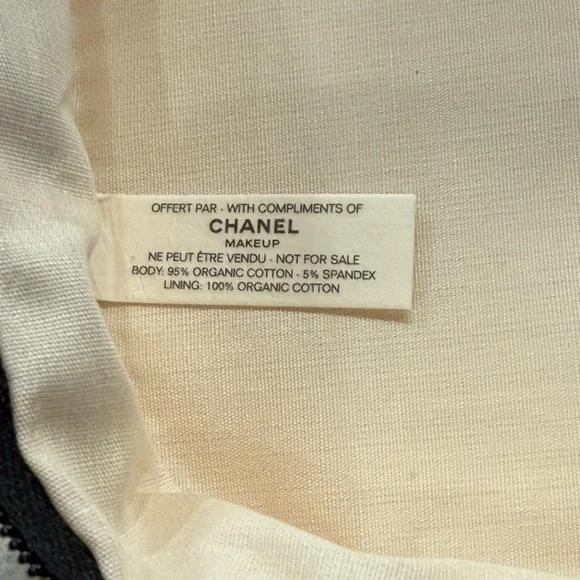 OFFERT PAR - WITH COMPLIMENTS OF
CHANEL
MAKEUP
NE PEUT ÊTRE VENDU - NOT FOR SALE
BODY: 95% ORGANIC COTTON - 5% SPANDEX
LINING: 100% ORGANIC COTTON